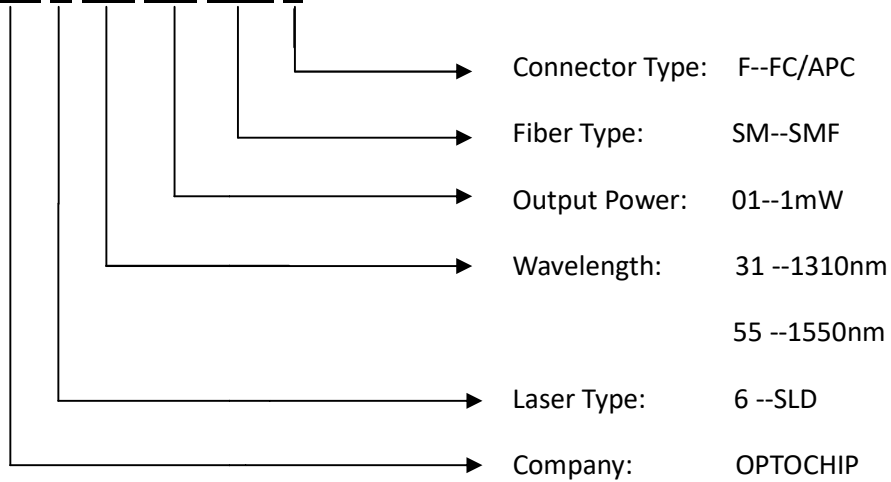 Connector Type: F--FC/APC
Fiber Type: SM--SMF
Output Power: 01--1mW
Wavelength: 31 --1310nm
55 --1550nm
Laser Type: 6 --SLD
Company: OPTOCHIP